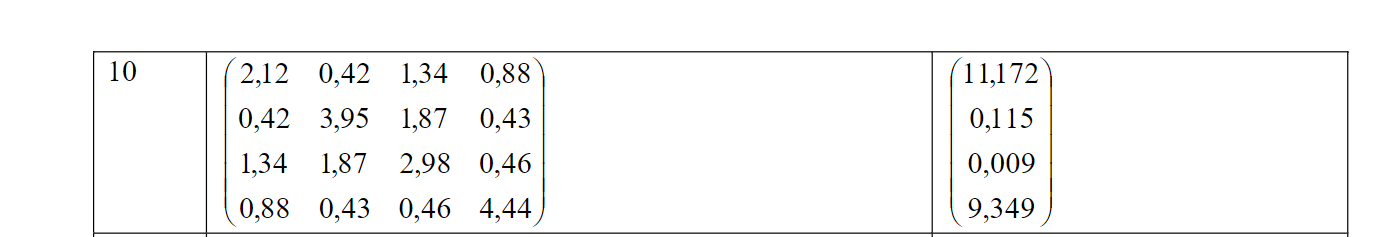 10 2,12 0,42 1,34 0,88 11,172
0,42 3,95 1,87 0,43 0,115
1,34 1,87 2,98 0,46 0,009
0,88 0,43 0,46 4,44 9,349